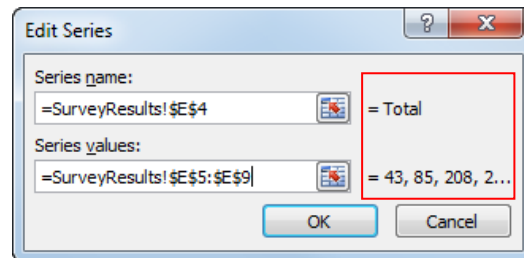 Edit Series
Series name:
=SurveyResults!$E$4 = Total
Series values:
=SurveyResults!$E$5:$E$9 = 43, 85, 208, 2...
OK Cancel